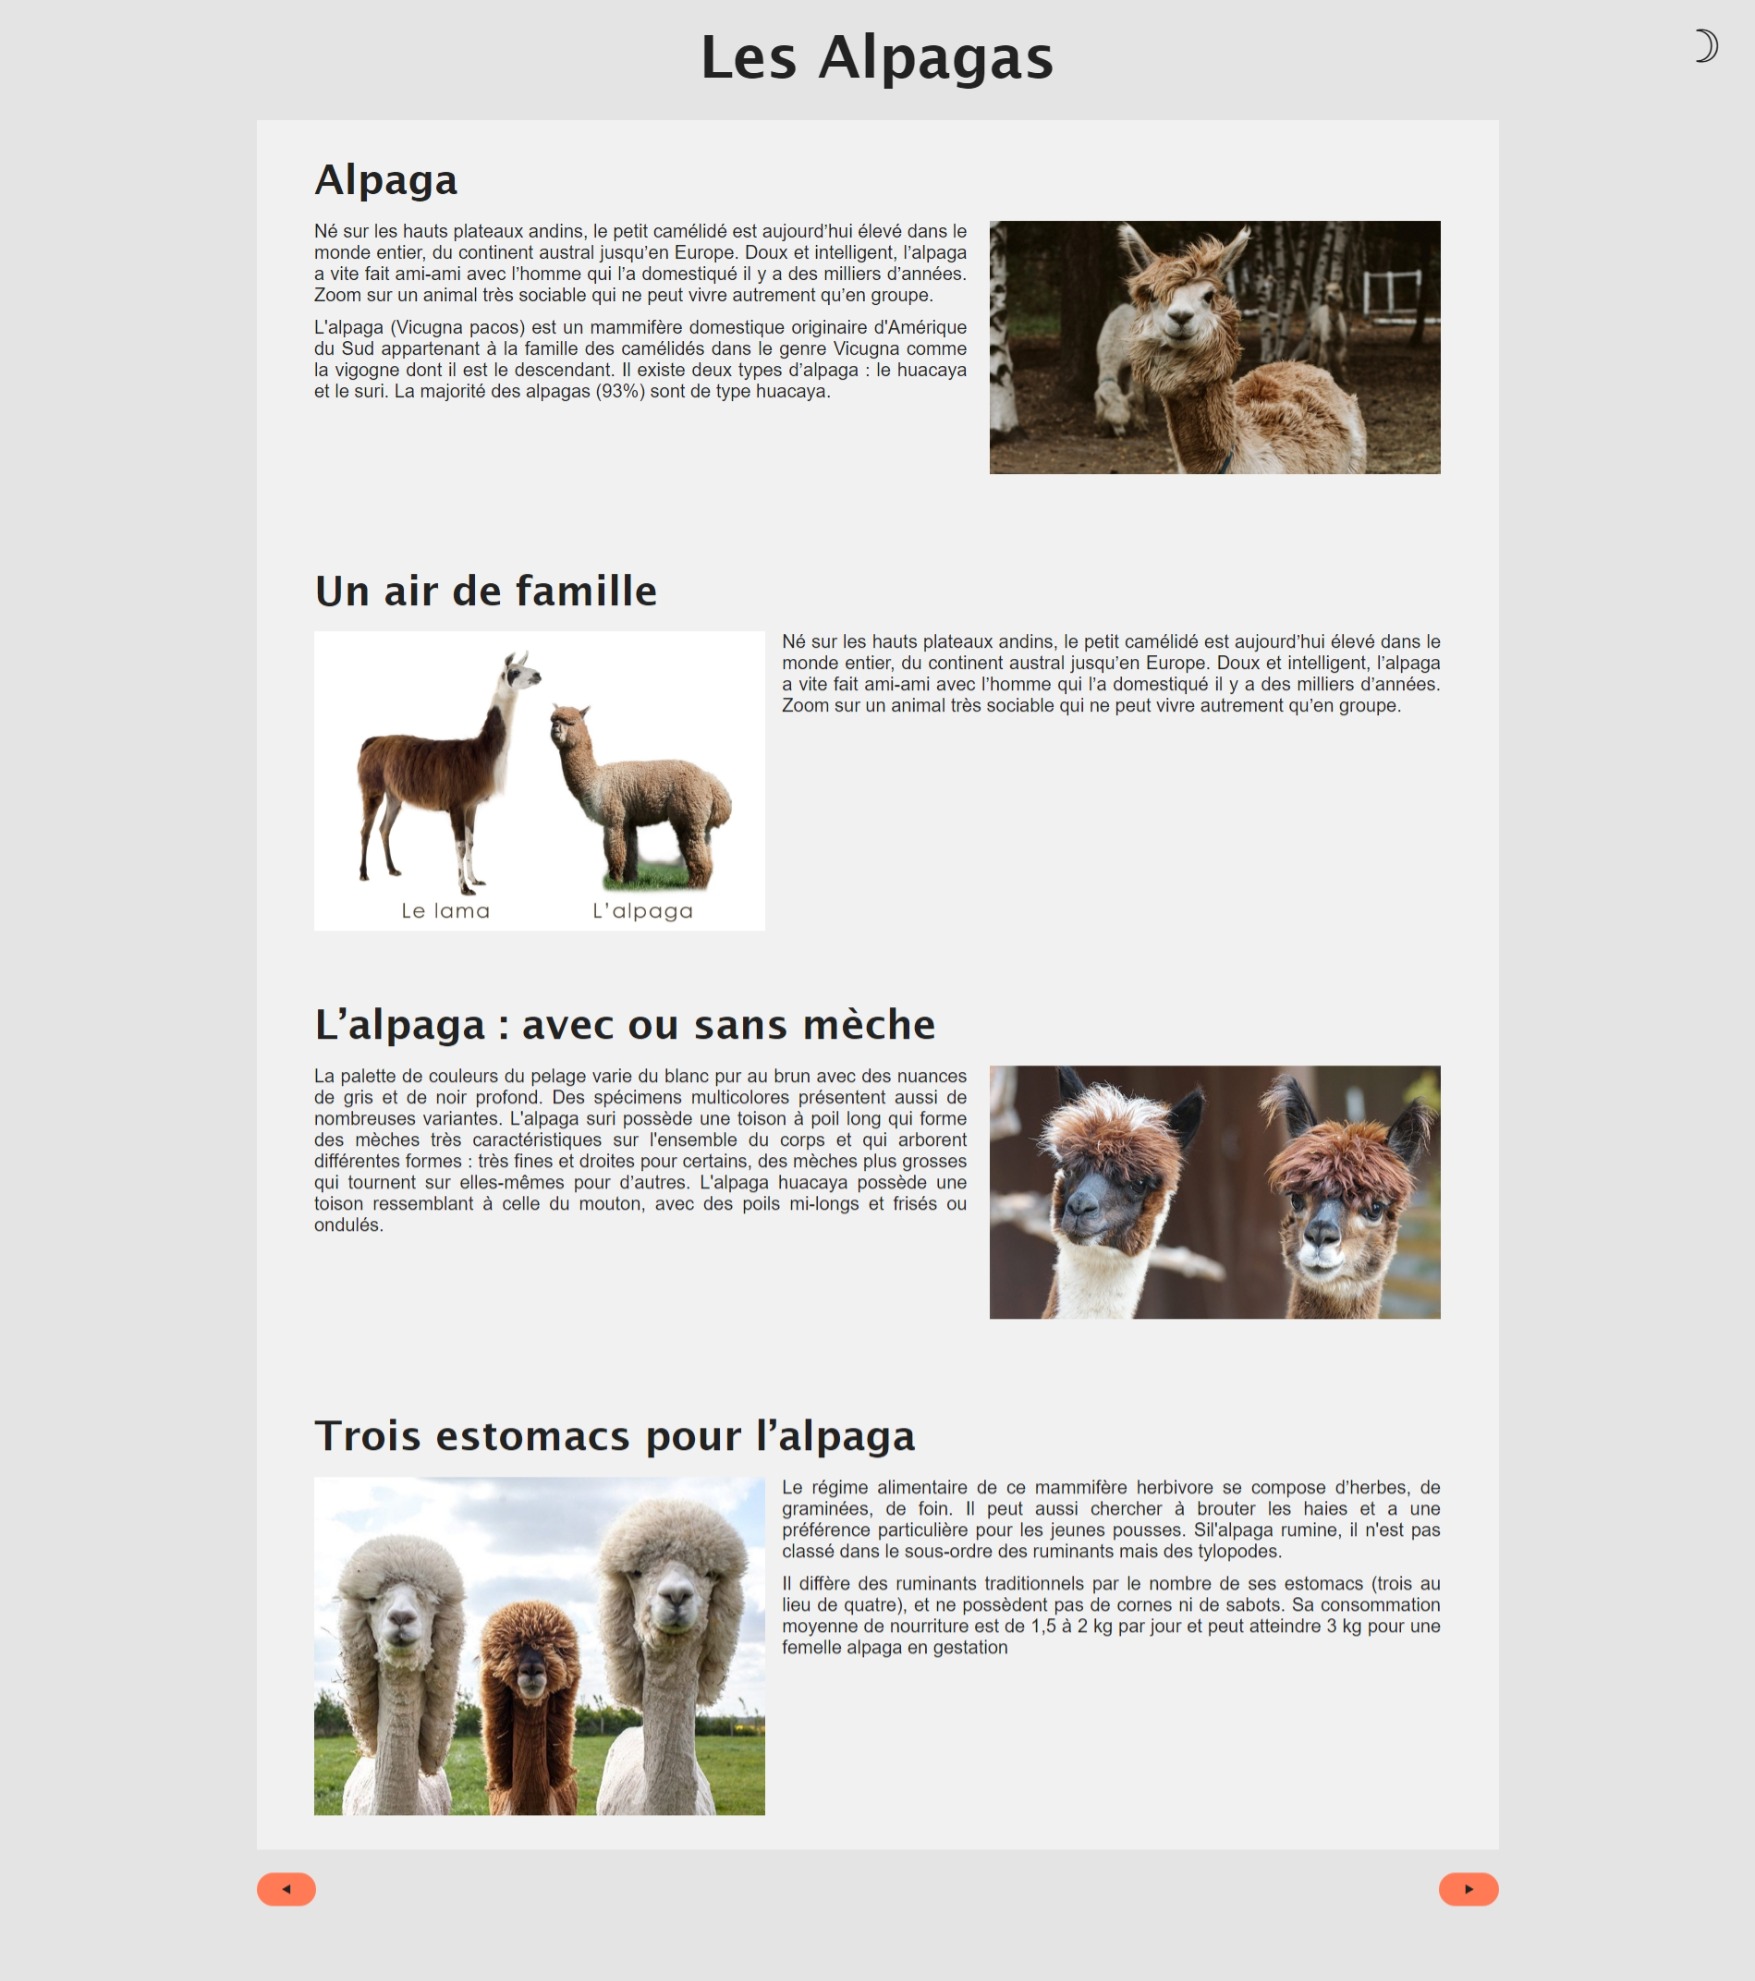 Les Alpagas
Alpaga
Né sur les hauts plateaux andins, le petit camélidé est aujourd’hui élevé dans le
monde entier, du continent austral jusqu’en Europe. Doux et intelligent, l’alpaga
a vite fait ami-ami avec l’homme qui l’a domestiqué il y a des milliers d’années.
Zoom sur un animal très sociable qui ne peut vivre autrement qu’en groupe.
L'alpaga (Vicugna pacos) est un mammifère domestique originaire d'Amérique
du Sud appartenant à la famille des camélidés dans le genre Vicugna comme
la vigogne dont il est le descendant. Il existe deux types d’alpaga : le huacaya
et le suri. La majorité des alpagas (93%) sont de type huacaya.
Un air de famille
Le lama
L’alpaga
Né sur les hauts plateaux andins, le petit camélidé est aujourd’hui élevé dans le
monde entier, du continent austral jusqu’en Europe. Doux et intelligent, l’alpaga
a vite fait ami-ami avec l’homme qui l’a domestiqué il y a des milliers d’années.
Zoom sur un animal très sociable qui ne peut vivre autrement qu’en groupe.
L’alpaga : avec ou sans mèche
La palette de couleurs du pelage varie du blanc pur au brun avec des nuances
de gris et de noir profond. Des spécimens multicolores présentent aussi de
nombreuses variantes. L'alpaga suri possède une toison à poil long qui forme
des mèches très caractéristiques sur l'ensemble du corps et qui arborent
différentes formes : très fines et droites pour certains, des mèches plus grosses
qui tournent sur elles-mêmes pour d’autres. L'alpaga huacaya possède une
toison ressemblant à celle du mouton, avec des poils mi-longs et frisés ou
ondulés.
Trois estomacs pour l’alpaga
Le régime alimentaire de ce mammifère herbivore se compose d’herbes, de
graminées, de foin. Il peut aussi chercher à brouter les haies et a une
préférence particulière pour les jeunes pousses. Sil'alpaga rumine, il n'est pas
classé dans le sous-ordre des ruminants mais des tylopodes.
Il diffère des ruminants traditionnels par le nombre de ses estomacs (trois au
lieu de quatre), et ne possèdent pas de cornes ni de sabots. Sa consommation
moyenne de nourriture est de 1,5 à 2 kg par jour et peut atteindre 3 kg pour une
femelle alpaga en gestation